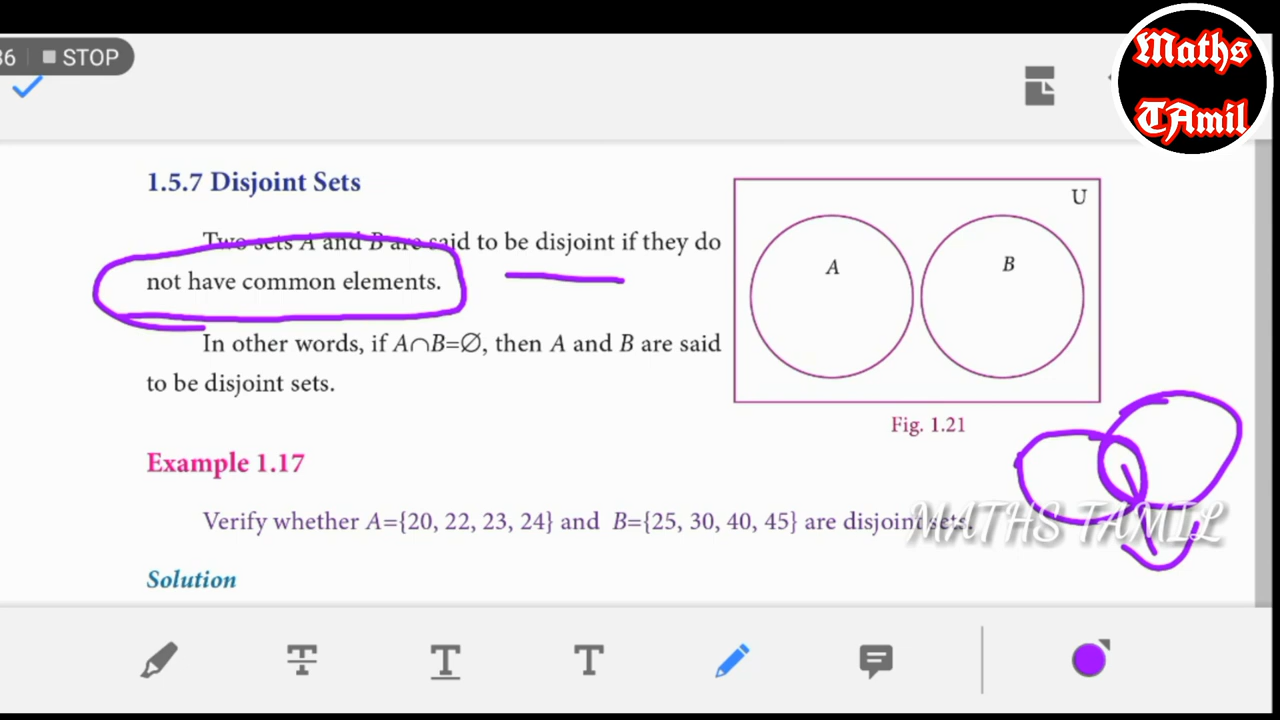 36 STOP
Maths
TAmil
1.5.7 Disjoint Sets
Two sets A and B are said to be disjoint if they do
not have common elements.
In other words, if A∩B=∅, then A and B are said
to be disjoint sets.
U
A
B
Fig. 1.21
Example 1.17
Verify whether A={20, 22, 23, 24} and B={25, 30, 40, 45} are disjoint sets.
MATHS TAMIL
Solution
T
T
T